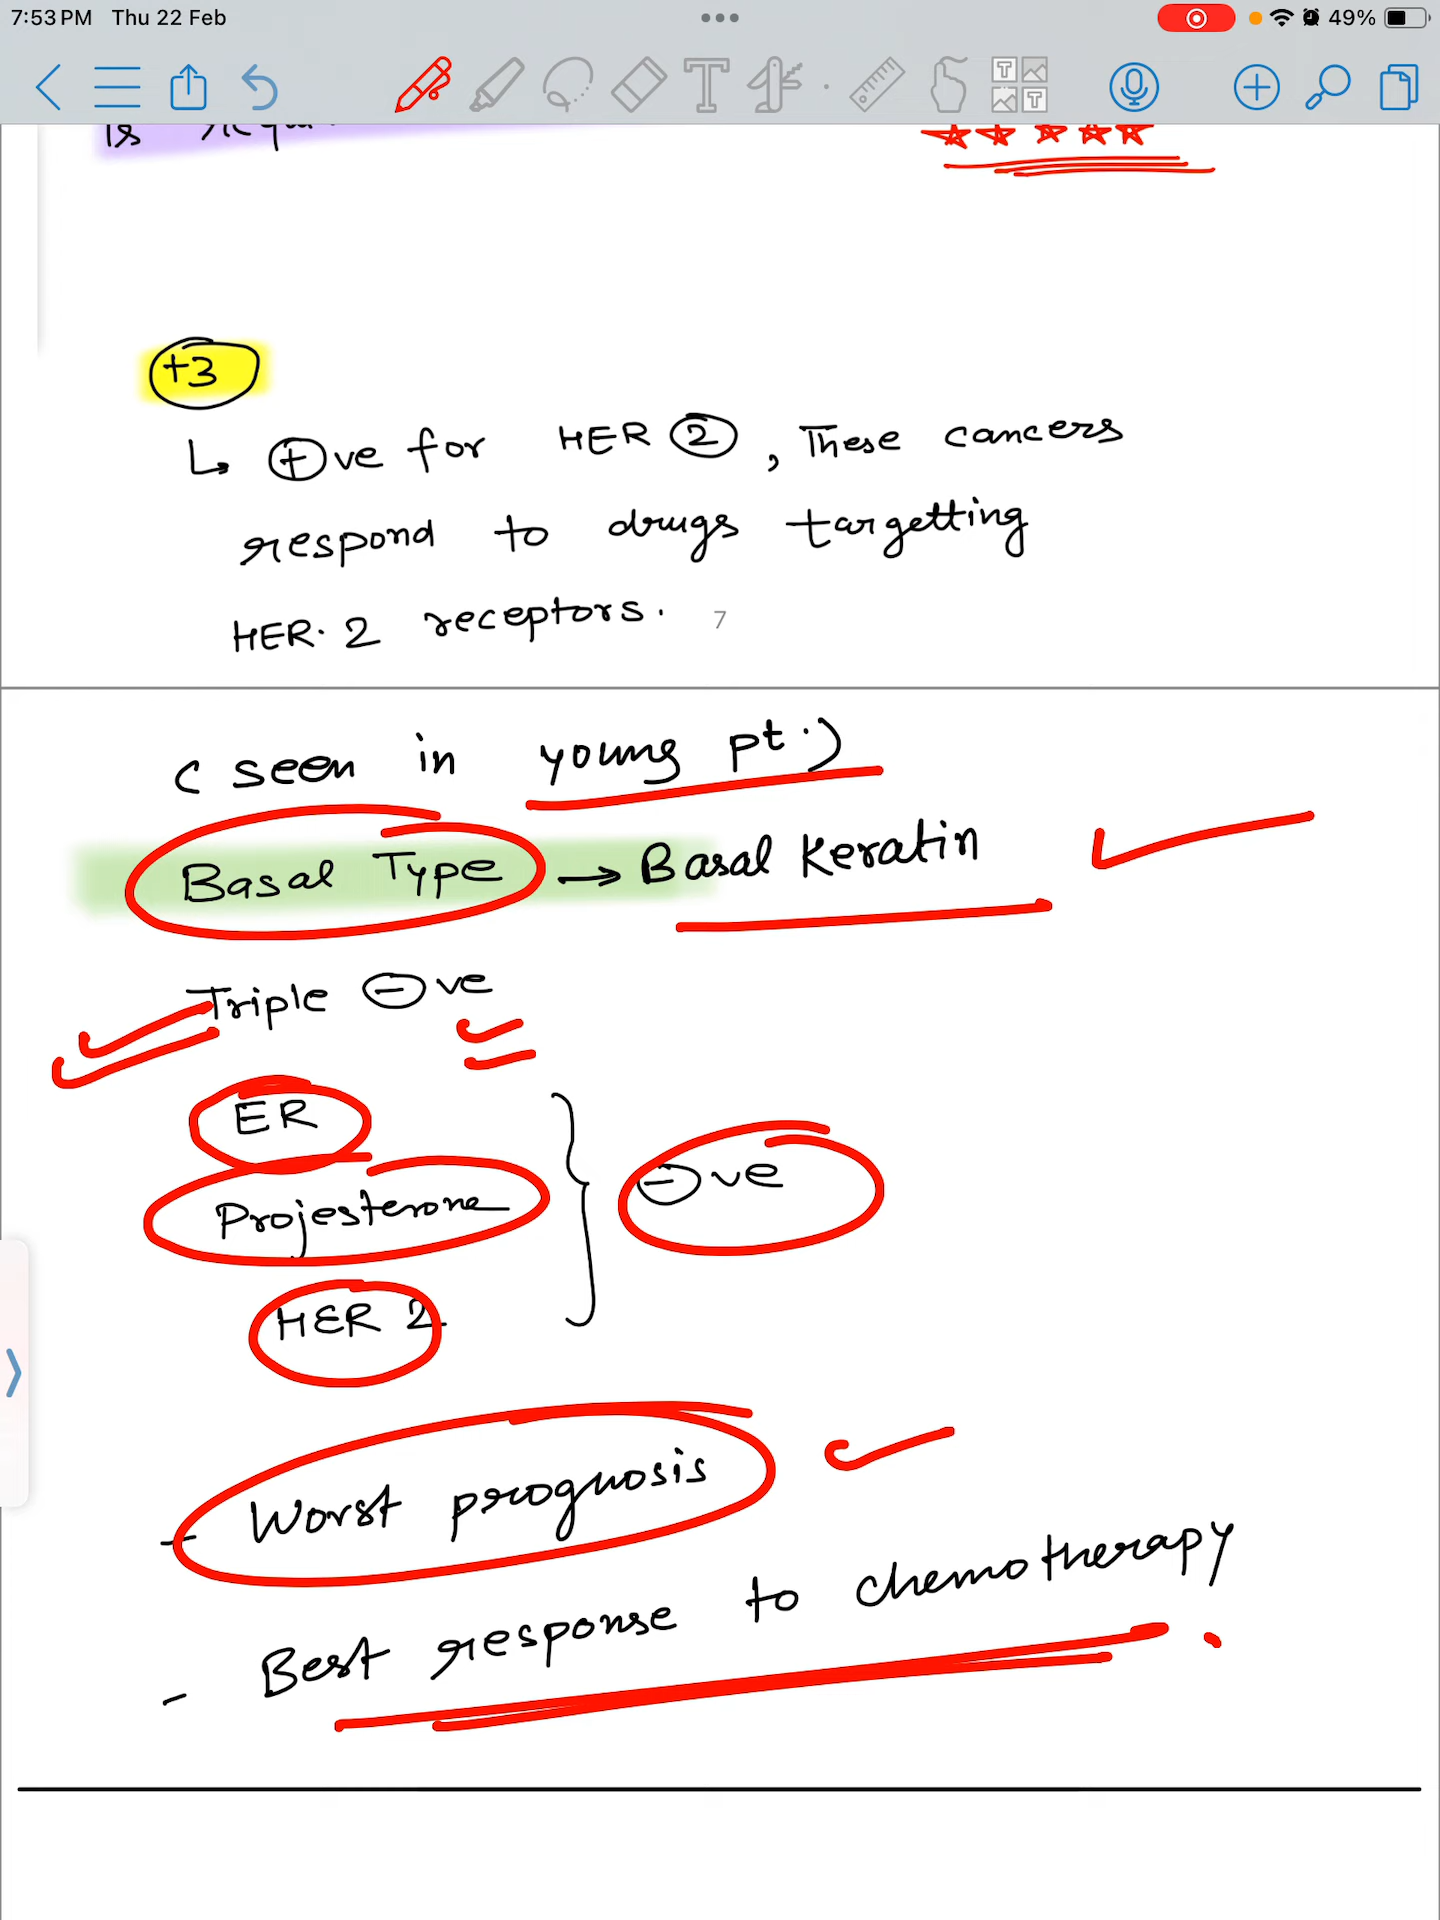 7:53 PM Thu 22 Feb
49%
is
+3
↳ ⊕ve for HER ②, These cancers
respond to drugs targetting
HER·2 receptors.
7
( seen in young pt.)
Basal Type → Basal Keratin
Triple ⊖ve
ER
Projesterone
⊖ve
HER 2
- Worst prognosis
- Best response to chemotherapy.